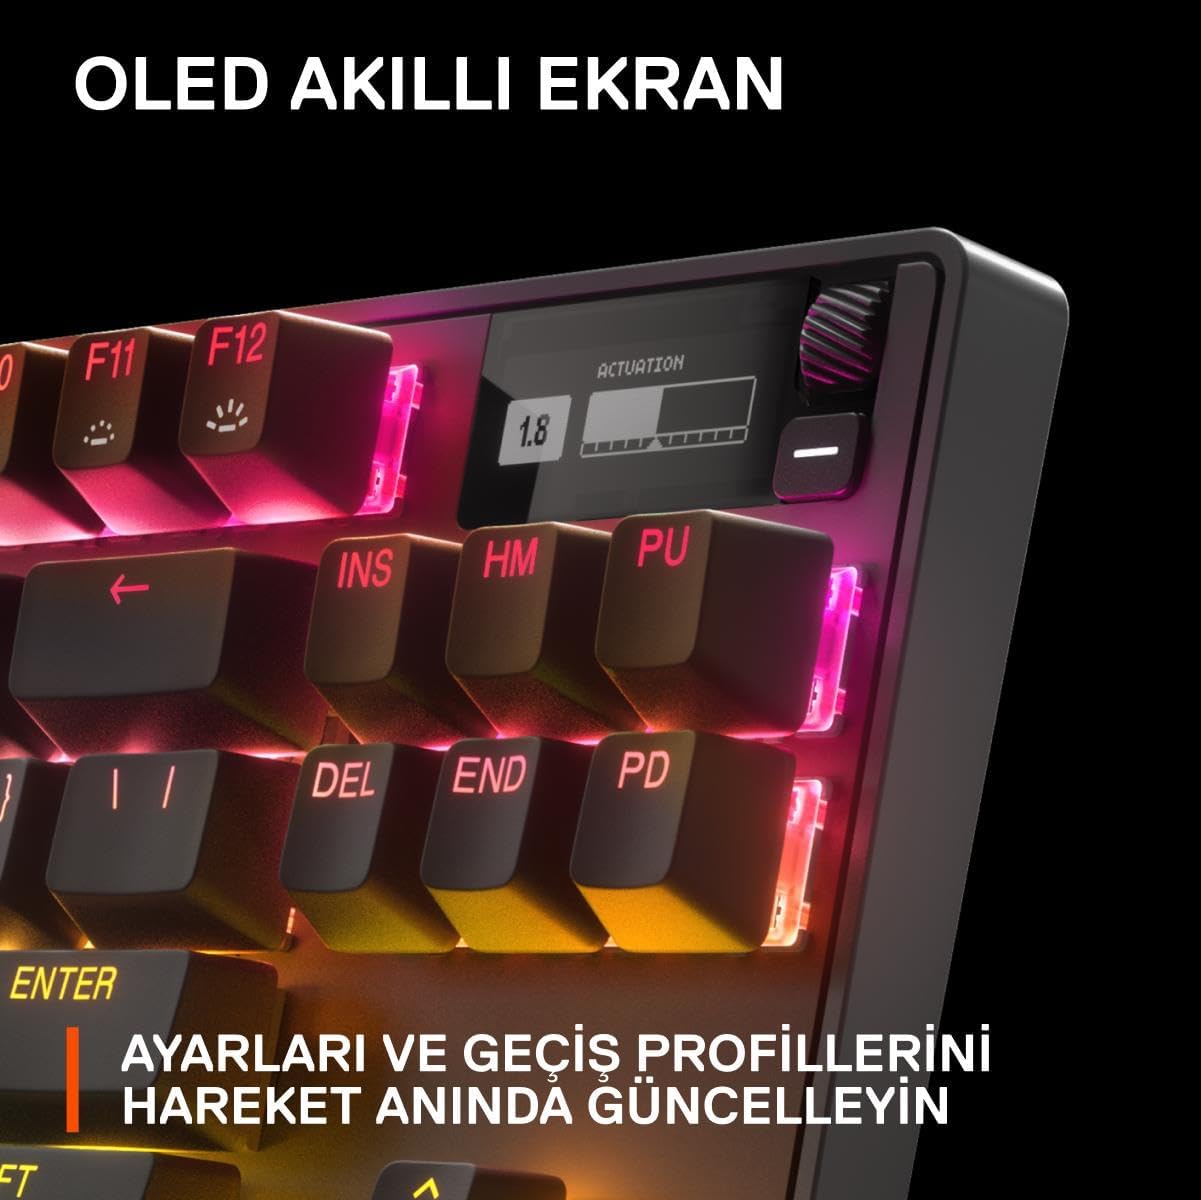 OLED AKILLI EKRAN
F11
F12
ACTUATION
1.8
←
INS
HM
PU
\ /
DEL
END
PD
ENTER
AYARLARI VE GEÇİŞ PROFİLLERİNİ
HAREKET ANINDA GÜNCELLEYİN